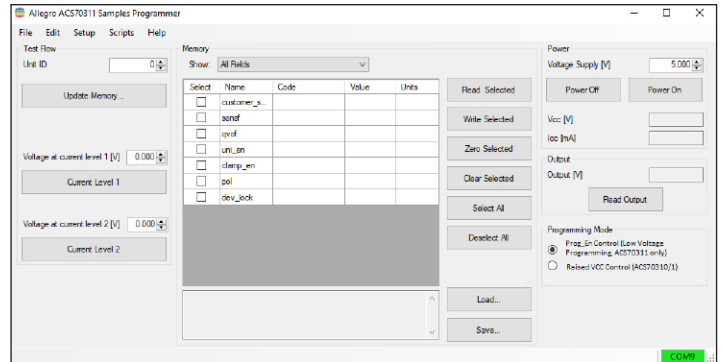 Allegro ACS70311 Samples Programmer
File Edit Setup Scripts Help
Test Flow
Unit ID 0
Update Memory...
Voltage at current level 1 [V] 0.000
Current Level 1
Voltage at current level 2 [V] 0.000
Current Level 2
Memory
Show: All Fields
Select Name Code Value Units
customer_s...
sensf
qvof
uni_en
clamp_en
pol
dev_lock
Read Selected
Write Selected
Zero Selected
Clear Selected
Select All
Deselect All
Load...
Save...
Power
Voltage Supply [V] 5.000
Power Off Power On
Vcc [V]
Icc [mA]
Output
Output [V]
Read Output
Programming Mode
Prog_En Control (Low Voltage
Programming, ACS70311 only)
Raised VCC Control (ACS70310/1)
COM9